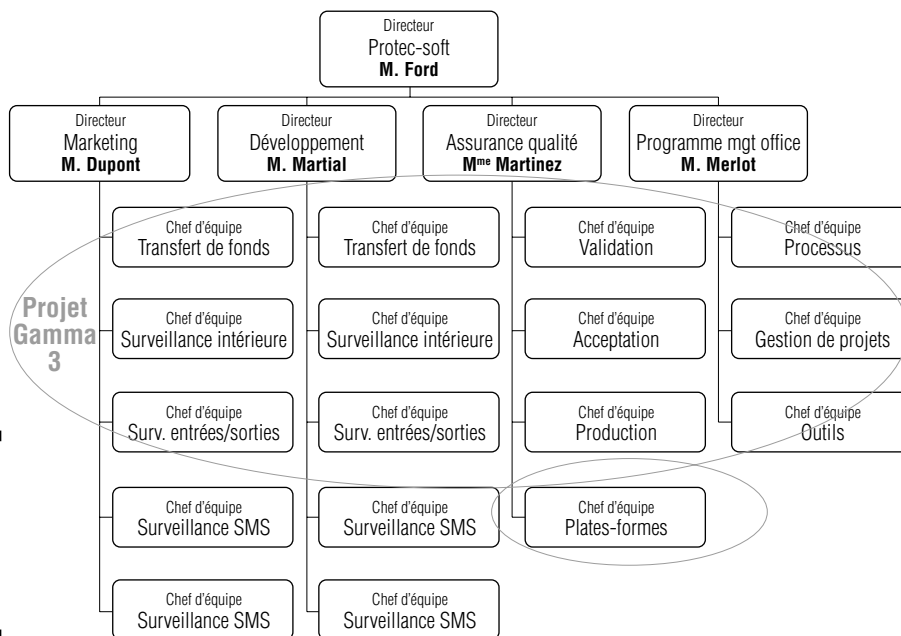 Directeur
Protec-soft
M. Ford
Directeur
Marketing
M. Dupont
Directeur
Développement
M. Martial
Directeur
Assurance qualité
Mme Martinez
Directeur
Programme mgt office
M. Merlot
Chef d'équipe
Transfert de fonds
Chef d'équipe
Transfert de fonds
Chef d'équipe
Validation
Chef d'équipe
Processus
Projet
Gamma
3
Chef d'équipe
Surveillance intérieure
Chef d'équipe
Surveillance intérieure
Chef d'équipe
Acceptation
Chef d'équipe
Gestion de projets
Chef d'équipe
Surv. entrées/sorties
Chef d'équipe
Surv. entrées/sorties
Chef d'équipe
Production
Chef d'équipe
Outils
Chef d'équipe
Surveillance SMS
Chef d'équipe
Surveillance SMS
Chef d'équipe
Plates-formes
Chef d'équipe
Surveillance SMS
Chef d'équipe
Surveillance SMS